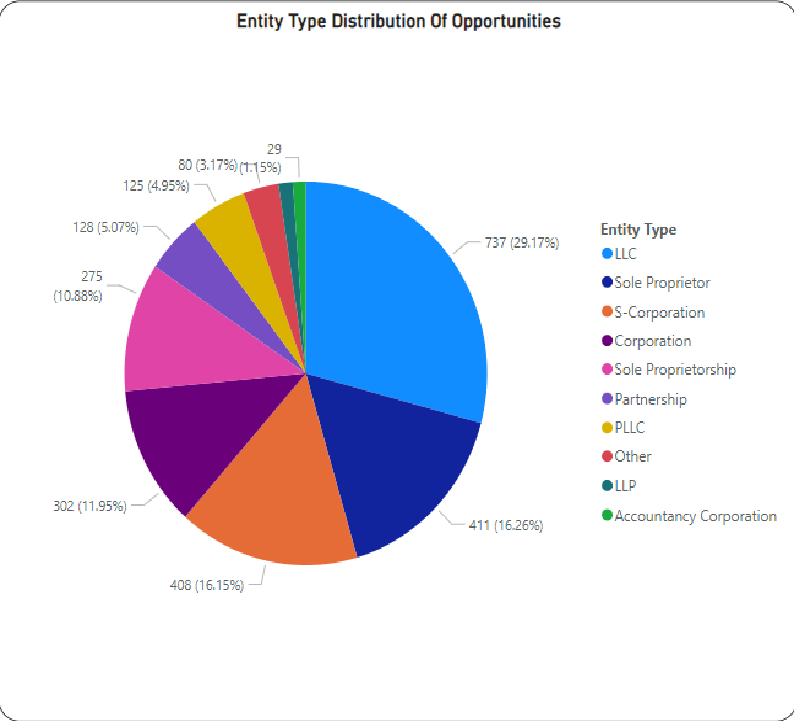 Entity Type Distribution Of Opportunities
29
80 (3.17%)
(1.15%)
125 (4.95%)
128 (5.07%)
737 (29.17%)
275
(10.88%)
302 (11.95%)
411 (16.26%)
408 (16.15%)
Entity Type
LLC
Sole Proprietor
S-Corporation
Corporation
Sole Proprietorship
Partnership
PLLC
Other
LLP
Accountancy Corporation